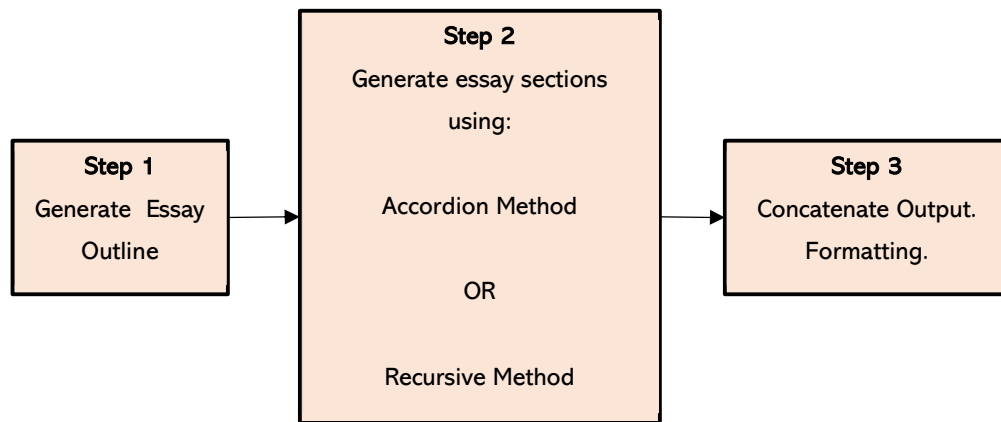 Step 1
Generate Essay
Outline
Step 2
Generate essay sections
using:
Accordion Method
OR
Recursive Method
Step 3
Concatenate Output.
Formatting.